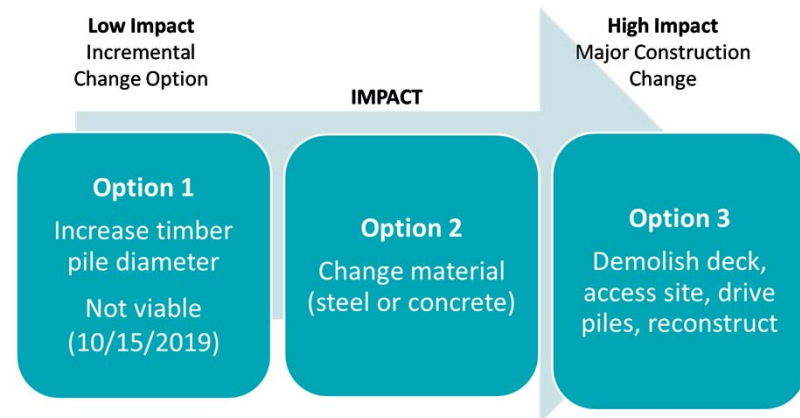 Low Impact
Incremental
Change Option
High Impact
Major Construction
Change
IMPACT
Option 1
Increase timber
pile diameter
Not viable
(10/15/2019)
Option 2
Change material
(steel or concrete)
Option 3
Demolish deck,
access site, drive
piles, reconstruct